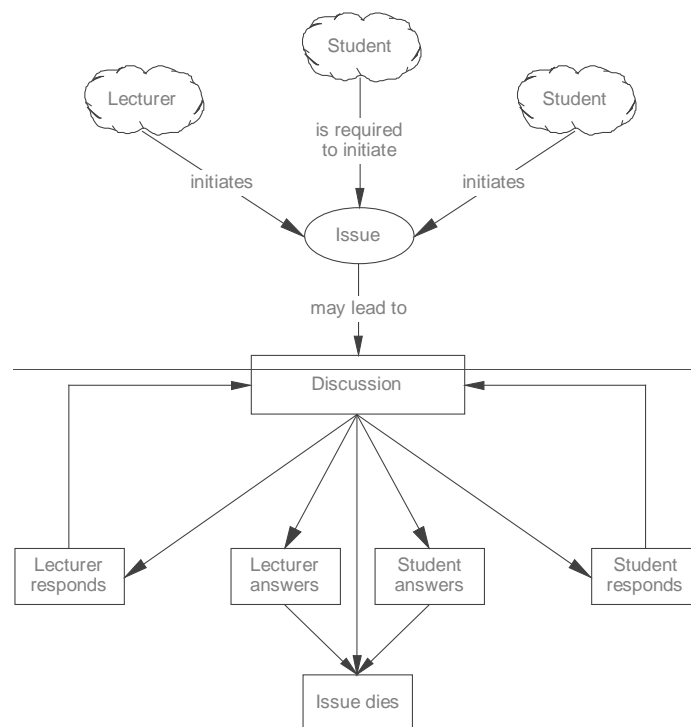 Student
Lecturer
Student
is required
to initiate
initiates
initiates
Issue
may lead to
Discussion
Lecturer
responds
Lecturer
answers
Student
answers
Student
responds
Issue dies